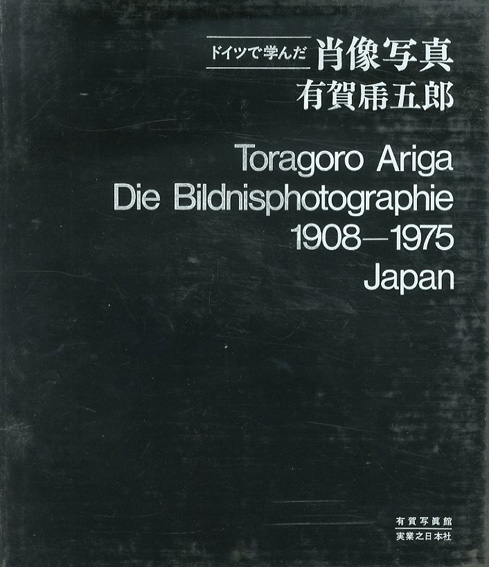 ドイツで学んだ 肖像写真
有賀乕五郎
Toragoro Ariga
Die Bildnisphotographie
1908—1975
Japan
有賀写眞館
実業之日本社